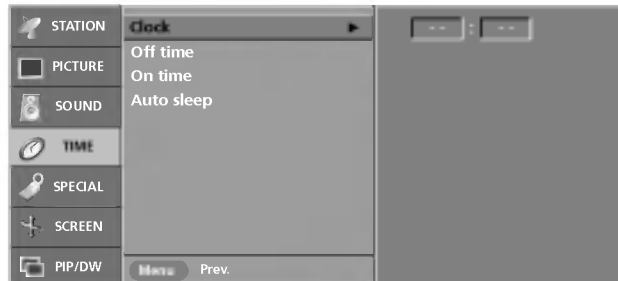 STATION
PICTURE
SOUND
TIME
SPECIAL
SCREEN
PIP/DW
Clock
Off time
On time
Auto sleep
Menu Prev.
-- : --